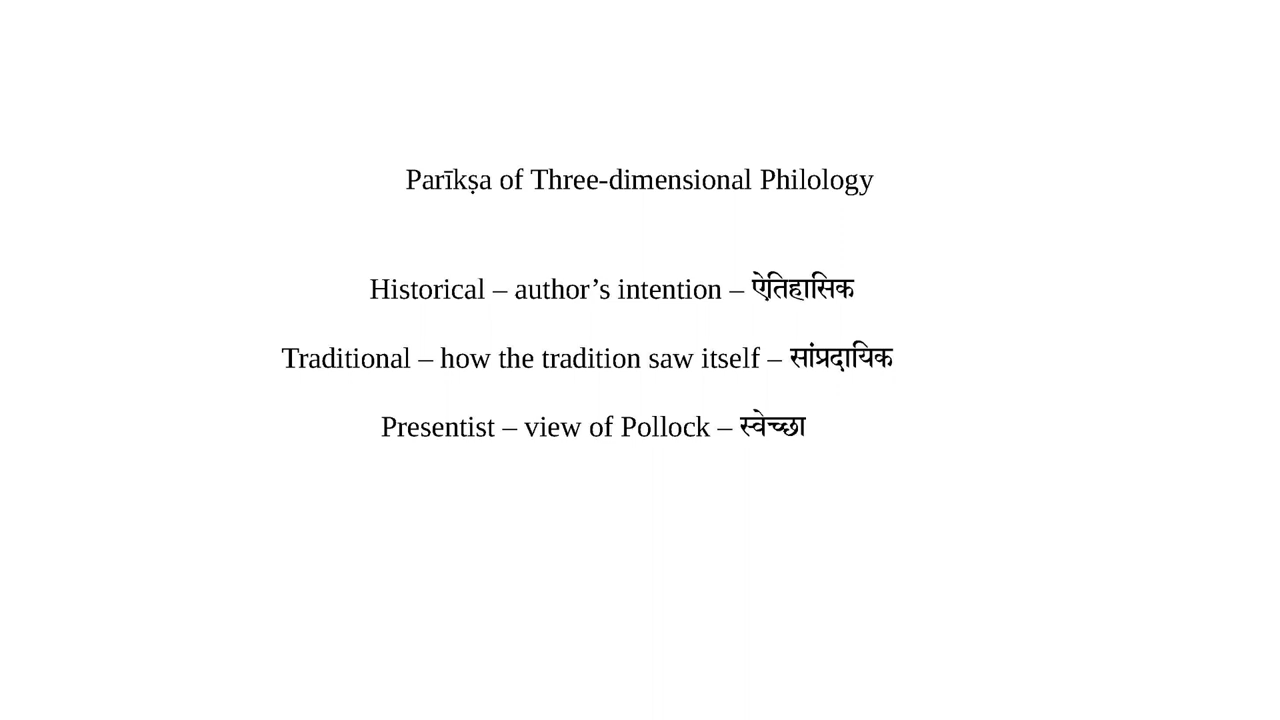 Parīkṣa of Three-dimensional Philology
Historical – author’s intention – ऐतिहासिक
Traditional – how the tradition saw itself – सांप्रदायिक
Presentist – view of Pollock – स्वेच्छा